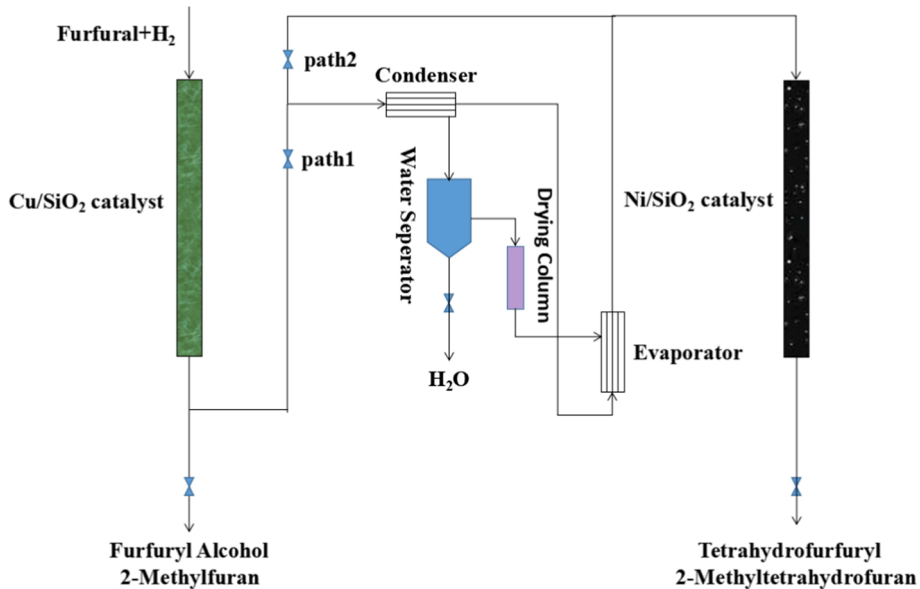 Furfural+H₂
path2
Condenser
path1
Water Seperator
Drying Column
Cu/SiO₂ catalyst
Ni/SiO₂ catalyst
Evaporator
H₂O
Furfuryl Alcohol
2-Methylfuran
Tetrahydrofurfuryl
2-Methyltetrahydrofuran